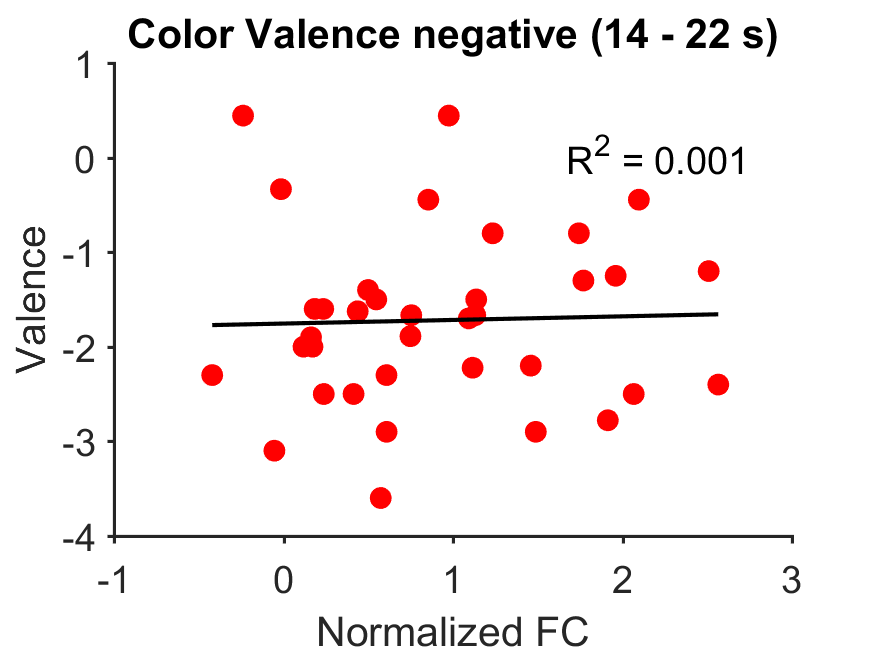 Color Valence negative (14 - 22 s)
1
0
-1
-2
-3
-4
Valence
R² = 0.001
-1 0 1 2 3
Normalized FC